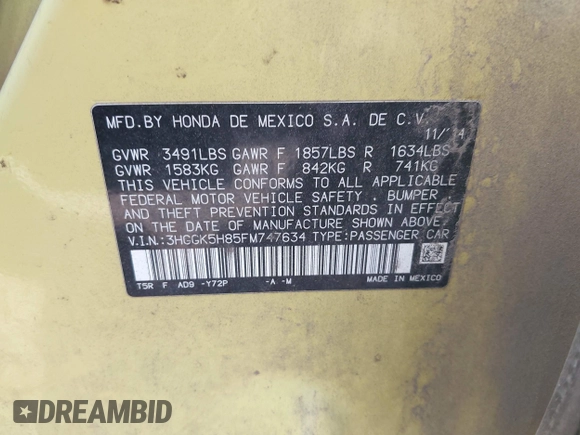 MFD.BY HONDA DE MEXICO S.A. DE C.V.
11/14
GVWR 3491LBS GAWR F 1857LBS R 1634LBS
GVWR 1583KG GAWR F 842KG R 741KG
THIS VEHICLE CONFORMS TO ALL APPLICABLE
FEDERAL MOTOR VEHICLE SAFETY , BUMPER ,
AND THEFT PREVENTION STANDARDS IN EFFECT
ON THE DATE OF MANUFACTURE SHOWN ABOVE.
V.I.N.:3HGGK5H85FM747634 TYPE:PASSENGER CAR
T5R F AD9 -Y72P -A -M MADE IN MEXICO
DREAMBID